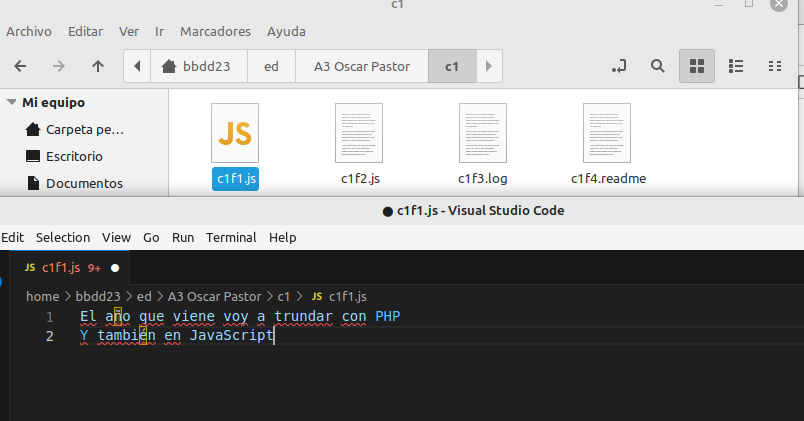 c1
Archivo Editar Ver Ir Marcadores Ayuda
bbdd23 ed A3 Oscar Pastor c1
Mi equipo
Carpeta pe...
Escritorio
Documentos
JS
c1f1.js c1f2.js c1f3.log c1f4.readme
● c1f1.js - Visual Studio Code
Edit Selection View Go Run Terminal Help
JS c1f1.js 9+ ●
home > bbdd23 > ed > A3 Oscar Pastor > c1 > JS c1f1.js
1 El año que viene voy a trundar con PHP
2 Y también en JavaScript